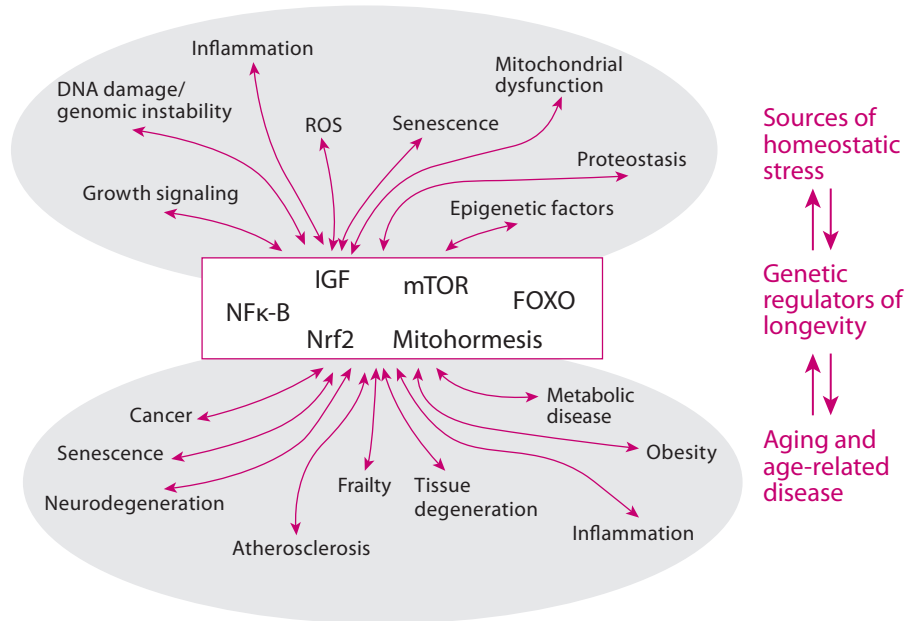 Inflammation
Mitochondrial
dysfunction
DNA damage/
genomic instability
ROS
Senescence
Proteostasis
Growth signaling
Epigenetic factors
IGF
mTOR
FOXO
NFκ-B
Nrf2
Mitohormesis
Cancer
Metabolic
disease
Senescence
Obesity
Neurodegeneration
Frailty
Tissue
degeneration
Atherosclerosis
Inflammation
Sources of
homeostatic
stress
Genetic
regulators of
longevity
Aging and
age-related
disease